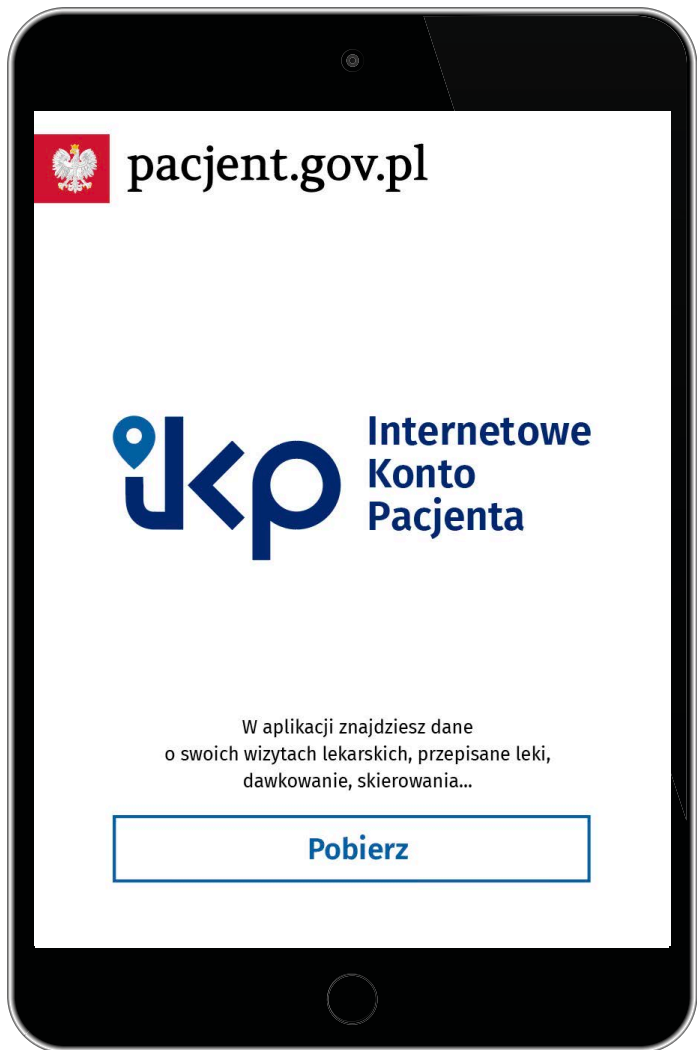 pacjent.gov.pl
ikp
Internetowe
Konto
Pacjenta
W aplikacji znajdziesz dane
o swoich wizytach lekarskich, przepisane leki,
dawkowanie, skierowania...
Pobierz